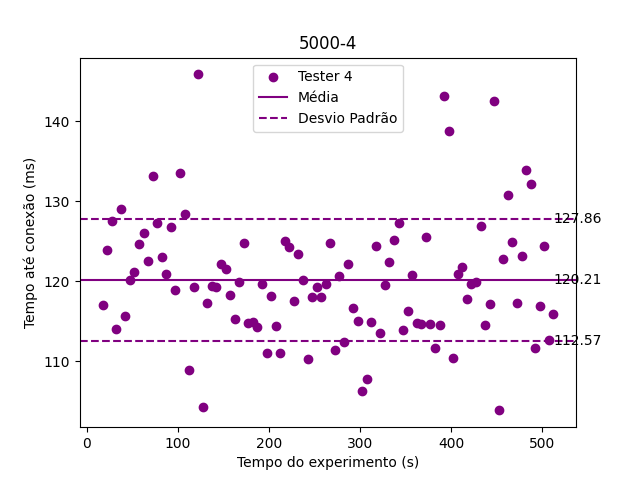 5000-4
Tester 4
Média
Desvio Padrão
Tempo até conexão (ms)
140
130
120
110
127.86
120.21
112.57
0
100
200
300
400
500
Tempo do experimento (s)